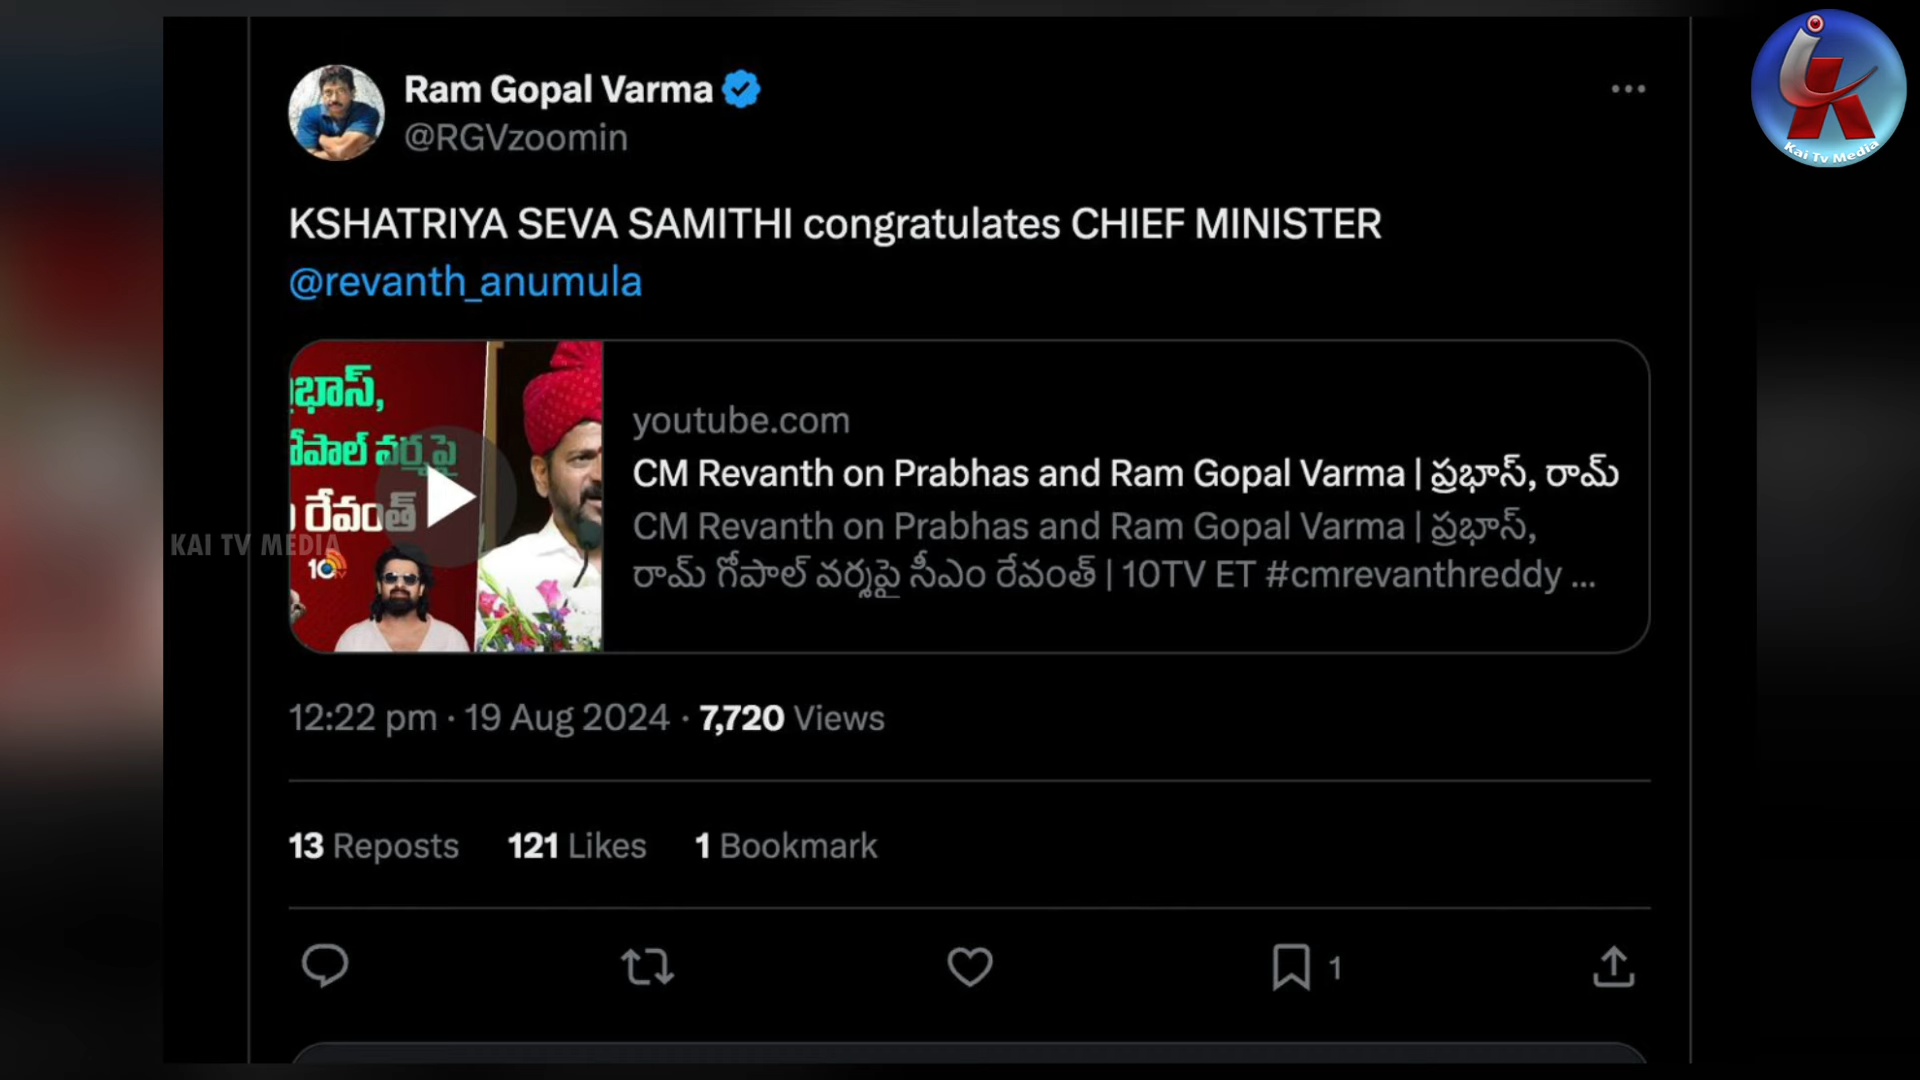 Ram Gopal Varma
@RGVzoomin
Kai Tv Media
KSHATRIYA SEVA SAMITHI congratulates CHIEF MINISTER
@revanth_anumula
భాస్,
గోపాల్ వర్మపై
రేవంత్
10TV
KAI TV MEDIA
youtube.com
CM Revanth on Prabhas and Ram Gopal Varma | ప్రభాస్, రామ్
CM Revanth on Prabhas and Ram Gopal Varma | ప్రభాస్,
రామ్ గోపాల్ వర్మపై సీఎం రేవంత్ | 10TV ET #cmrevanthreddy ...
12:22 pm · 19 Aug 2024 · 7,720 Views
13 Reposts 121 Likes 1 Bookmark
1